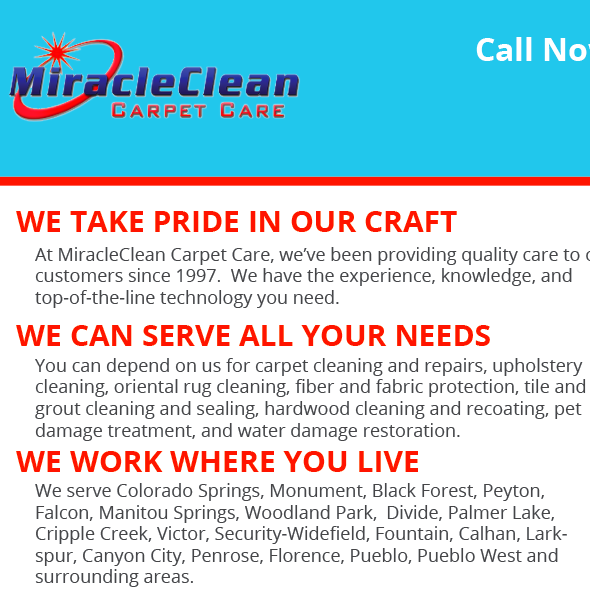 Call No
MiracleClean
CARPET CARE
WE TAKE PRIDE IN OUR CRAFT
At MiracleClean Carpet Care, we’ve been providing quality care to
customers since 1997.  We have the experience, knowledge, and
top-of-the-line technology you need.
WE CAN SERVE ALL YOUR NEEDS
You can depend on us for carpet cleaning and repairs, upholstery
cleaning, oriental rug cleaning, fiber and fabric protection, tile and
grout cleaning and sealing, hardwood cleaning and recoating, pet
damage treatment, and water damage restoration.
WE WORK WHERE YOU LIVE
We serve Colorado Springs, Monument, Black Forest, Peyton,
Falcon, Manitou Springs, Woodland Park,  Divide, Palmer Lake,
Cripple Creek, Victor, Security-Widefield, Fountain, Calhan, Lark-
spur, Canyon City, Penrose, Florence, Pueblo, Pueblo West and
surrounding areas.